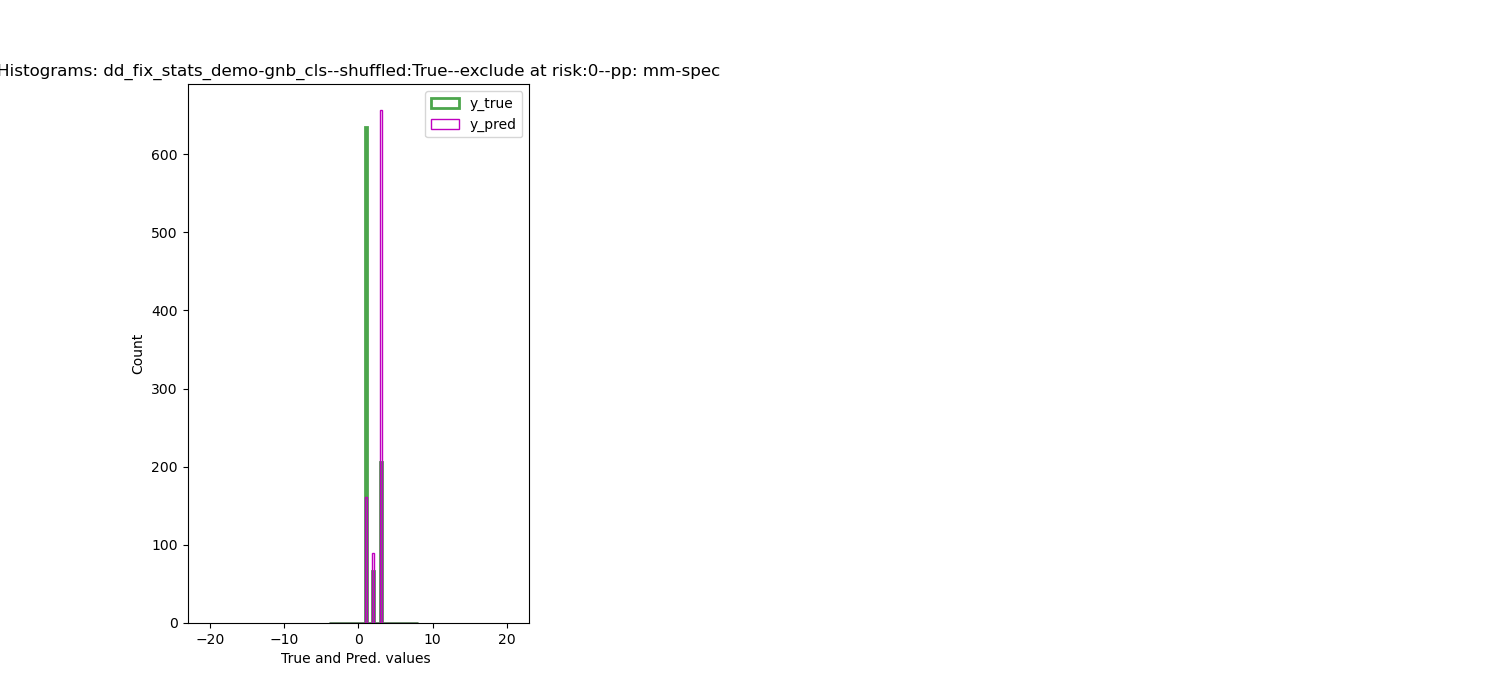 Histograms: dd_fix_stats_demo-gnb_cls--shuffled:True--exclude at risk:0--pp: mm-spec
y_true
y_pred
600
500
400
300
200
100
0
Count
−20
−10
0
10
20
True and Pred. values